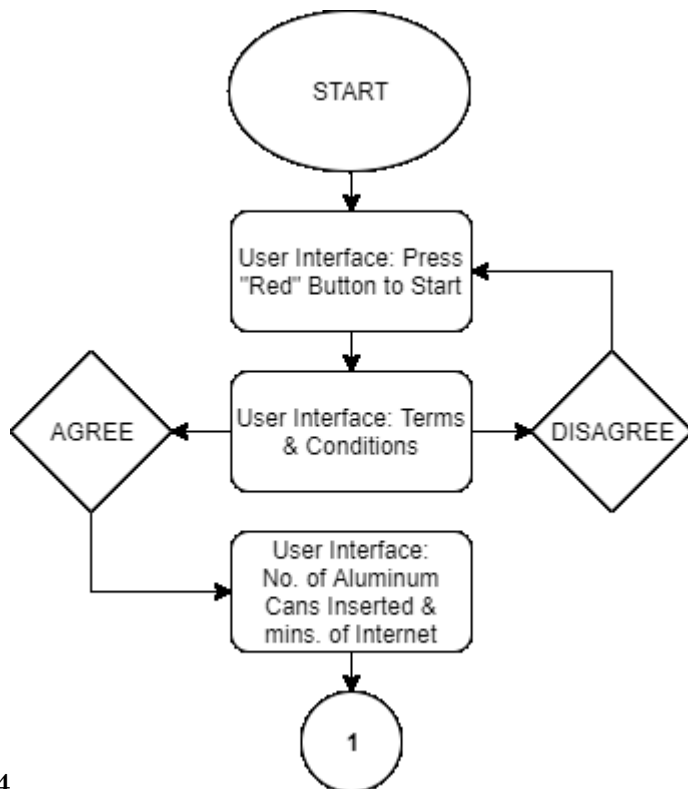 START
User Interface: Press
"Red" Button to Start
AGREE
User Interface: Terms
& Conditions
DISAGREE
User Interface:
No. of Aluminum
Cans Inserted &
mins. of Internet
1
4